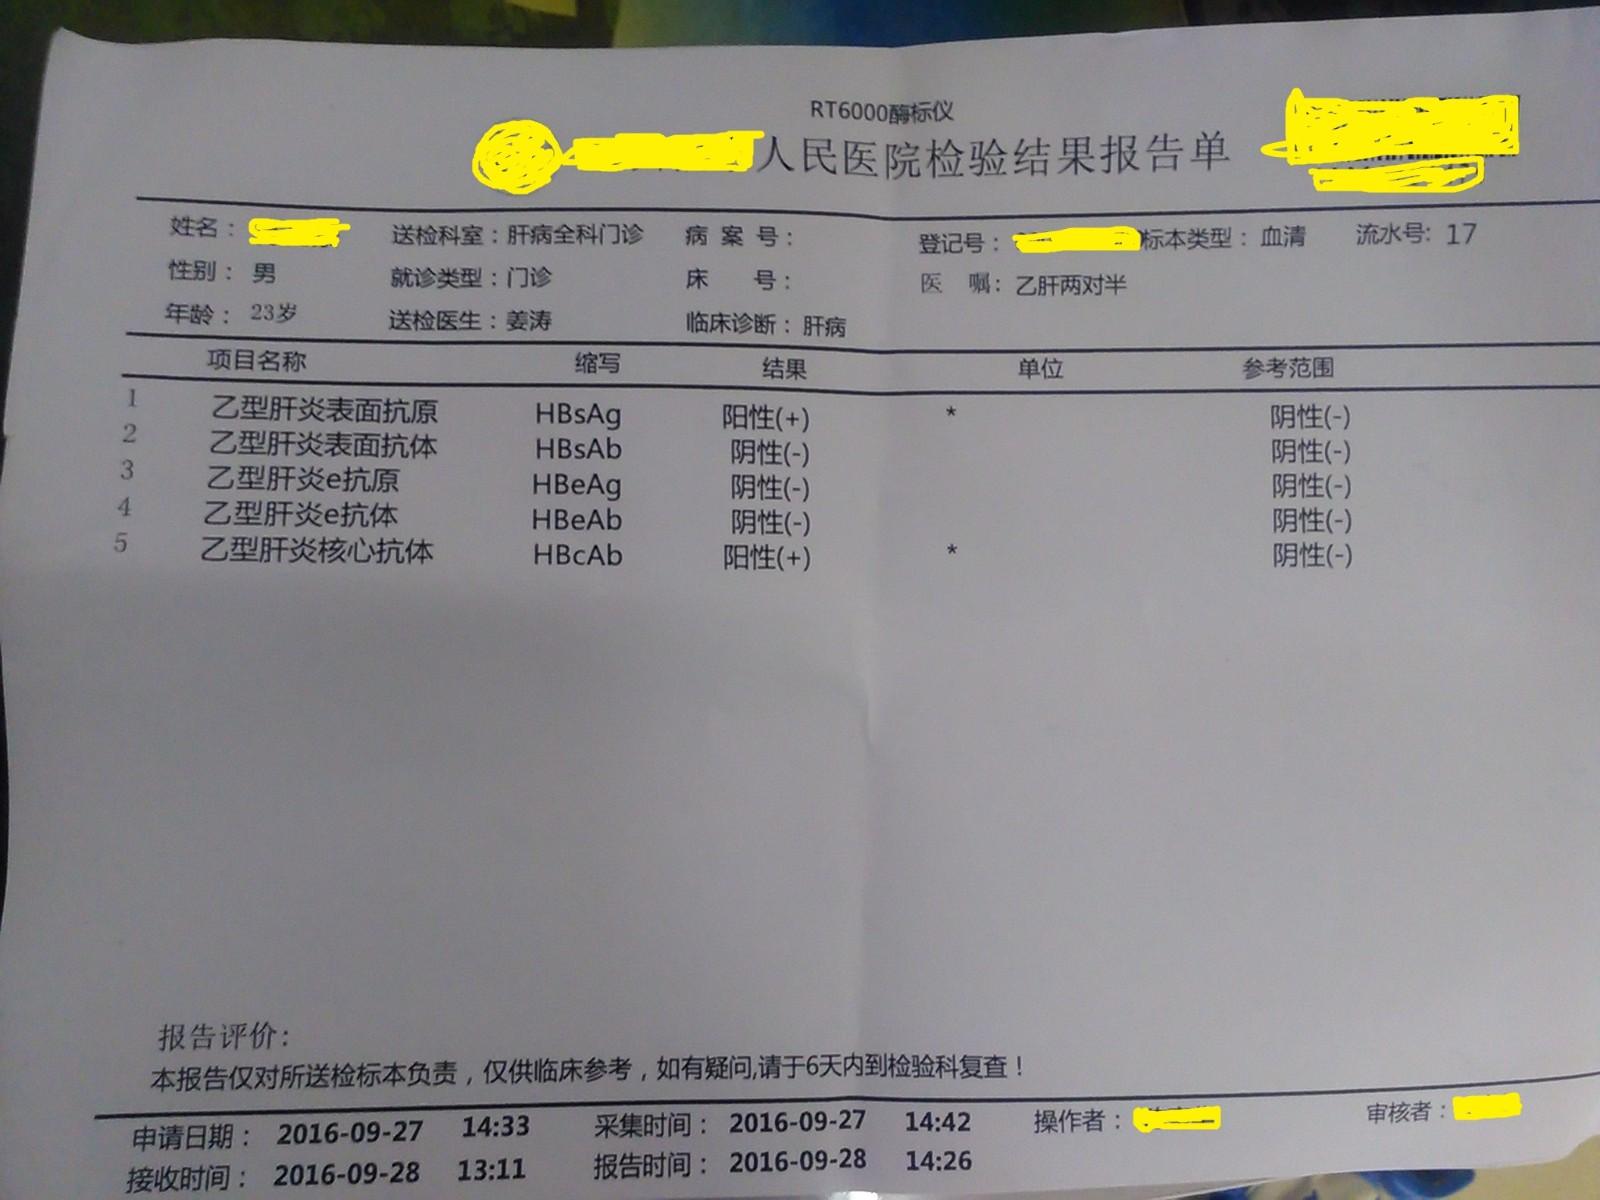 RT6000酶标仪
人民医院检验结果报告单
姓名： 送检科室：肝病全科门诊 病 案 号： 登记号： 标本类型：血清 流水号: 17
性别： 男 就诊类型：门诊 床 号： 医 嘱: 乙肝两对半
年龄： 23岁 送检医生：姜涛 临床诊断： 肝病
项目名称 缩写 结果 单位 参考范围
1 乙型肝炎表面抗原 HBsAg 阳性(+) * 阴性(-)
2 乙型肝炎表面抗体 HBsAb 阴性(-) 阴性(-)
3 乙型肝炎e抗原 HBeAg 阴性(-) 阴性(-)
4 乙型肝炎e抗体 HBeAb 阴性(-) 阴性(-)
5 乙型肝炎核心抗体 HBcAb 阳性(+) * 阴性(-)
报告评价:
本报告仅对所送检标本负责，仅供临床参考，如有疑问,请于6天内到检验科复查！
申请日期： 2016-09-27 14:33 采集时间： 2016-09-27 14:42 操作者： 审核者：
接收时间： 2016-09-28 13:11 报告时间： 2016-09-28 14:26